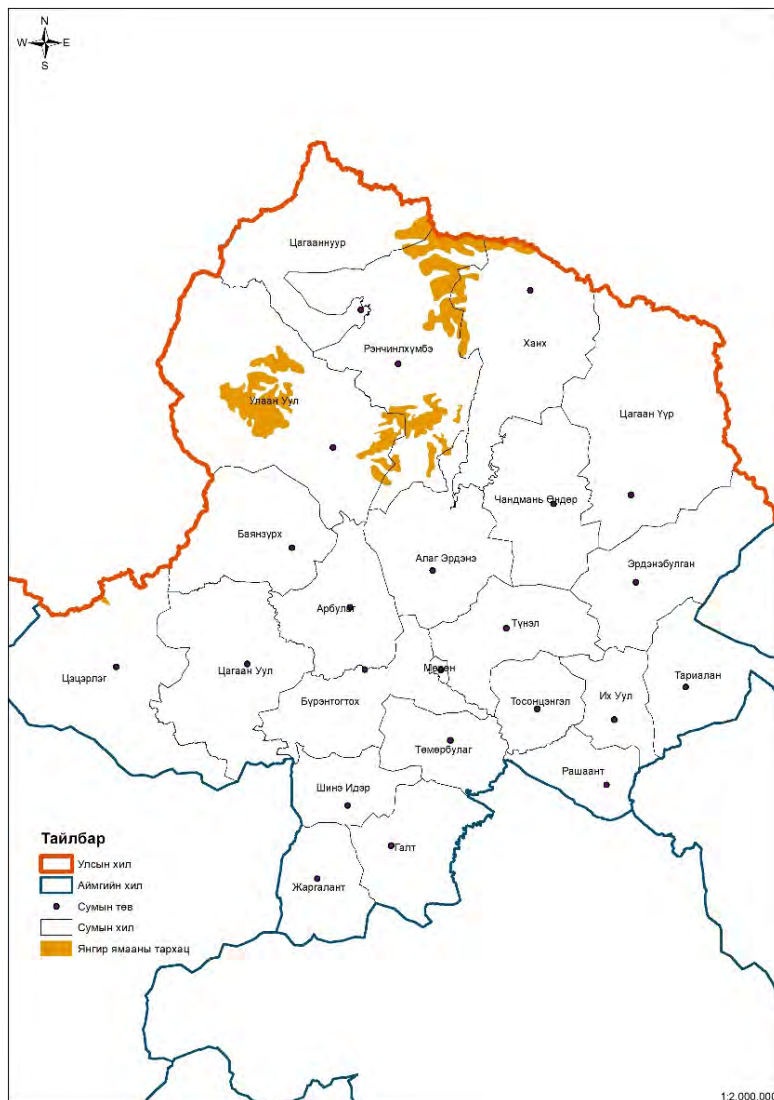 N
W E
S
Цагааннуур
Ханх
Рэнчинлхүмбэ
Улаан Уул
Цагаан Үүр
Чандмань Өндөр
Баянзүрх
Алаг Эрдэнэ
Эрдэнэбулган
Арбулаг
Түнэл
Цэцэрлэг
Цагаан Уул
Мөрөн
Тариалан
Бүрэнтогтох
Тосонцэнгэл
Их Уул
Төмөрбулаг
Рашаант
Шинэ Идэр
Галт
Жаргалант
Тайлбар
Улсын хил
Аймгийн хил
Сумын төв
Сумын хил
Янгир ямааны тархац
1:2,000,000